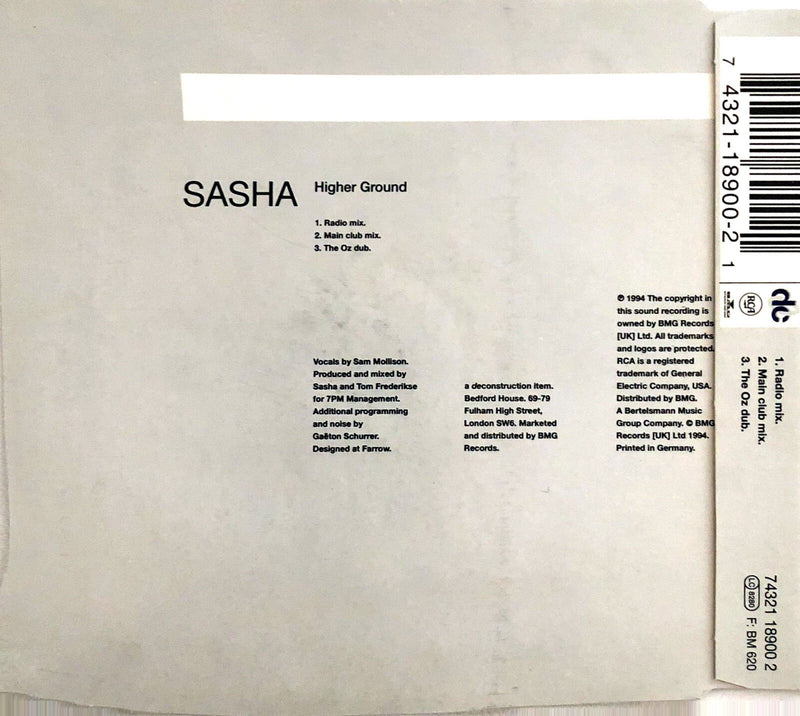 SASHA
Higher Ground
1. Radio mix.
2. Main club mix.
3. The Oz dub.
Vocals by Sam Mollison.
Produced and mixed by
Sasha and Tom Frederikse
for 7PM Management.
Additional programming
and noise by
Gaëton Schurrer.
Designed at Farrow.
a deconstruction item.
Bedford House. 69-79
Fulham High Street,
London SW6. Marketed
and distributed by BMG
Records.
℗ 1994 The copyright in
this sound recording is
owned by BMG Records
[UK] Ltd. All trademarks
and logos are protected.
RCA is a registered
trademark of General
Electric Company, USA.
Distributed by BMG.
A Bertelsmann Music
Group Company. © BMG
Records [UK] Ltd 1994.
Printed in Germany.
7 4321-18900-2 1
RCA
dc
1. Radio mix.
2. Main club mix.
3. The Oz dub.
74321 18900 2
LC 8280 F: BM 620